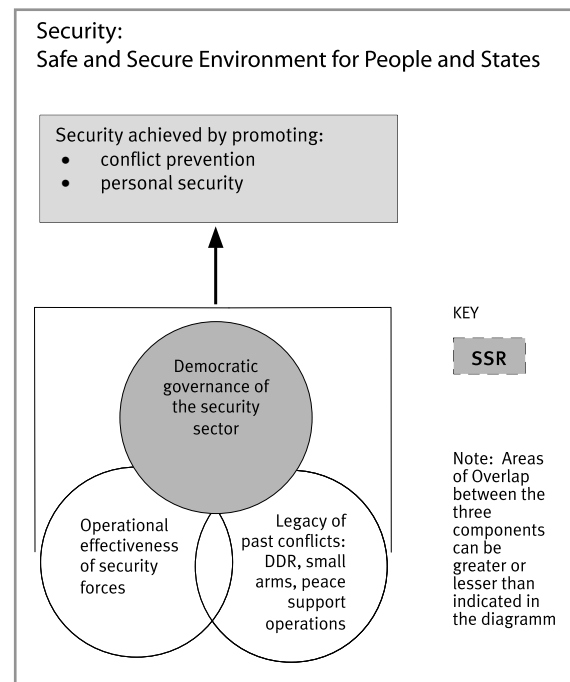 Security:
Safe and Secure Environment for People and States
Security achieved by promoting:
• conflict prevention
• personal security
Democratic
governance of
the security
sector
Operational
effectiveness
of security
forces
Legacy of
past conflicts:
DDR, small
arms, peace
support
operations
KEY
SSR
Note: Areas
of Overlap
between the
three
components
can be
greater or
lesser than
indicated in
the diagramm